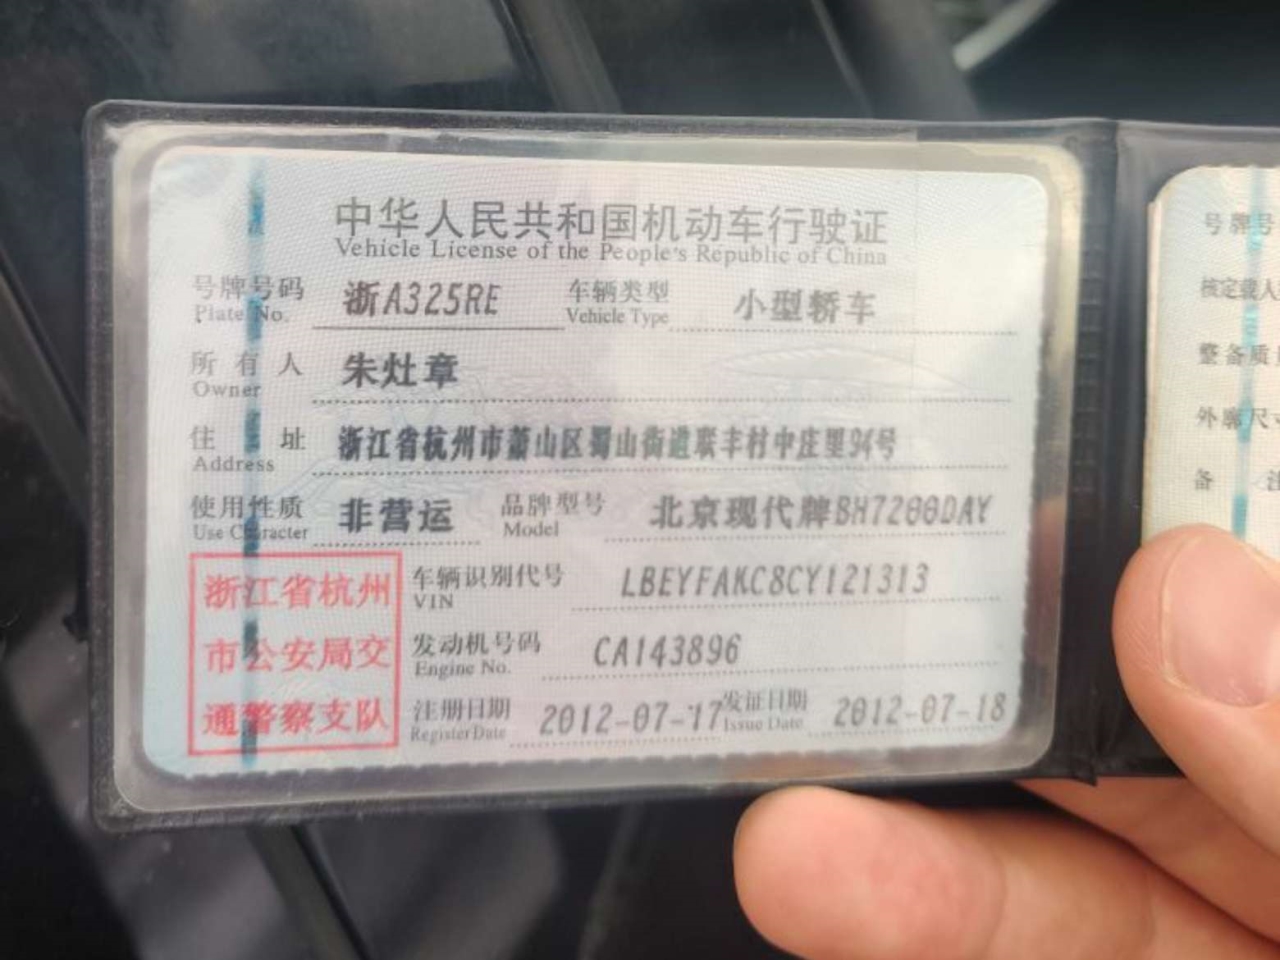 中华人民共和国机动车行驶证
Vehicle License of the People's Republic of China
号牌号码 浙A325RE 车辆类型 小型轿车
Plate No. Vehicle Type
所有人 朱灶章
Owner
住址 浙江省杭州市萧山区蜀山街道联丰村中庄里94号
Address
使用性质 非营运 品牌型号 北京现代牌BH7200DAY
Use Character Model
浙江省杭州
市公安局交
通警察支队
车辆识别代号 LBEYFAKC8CY121313
VIN
发动机号码 CA143896
Engine No.
注册日期 2012-07-17 发证日期 2012-07-18
Register Date Issue Date
号牌号
核定载人
整备质
外廓尺
备 注